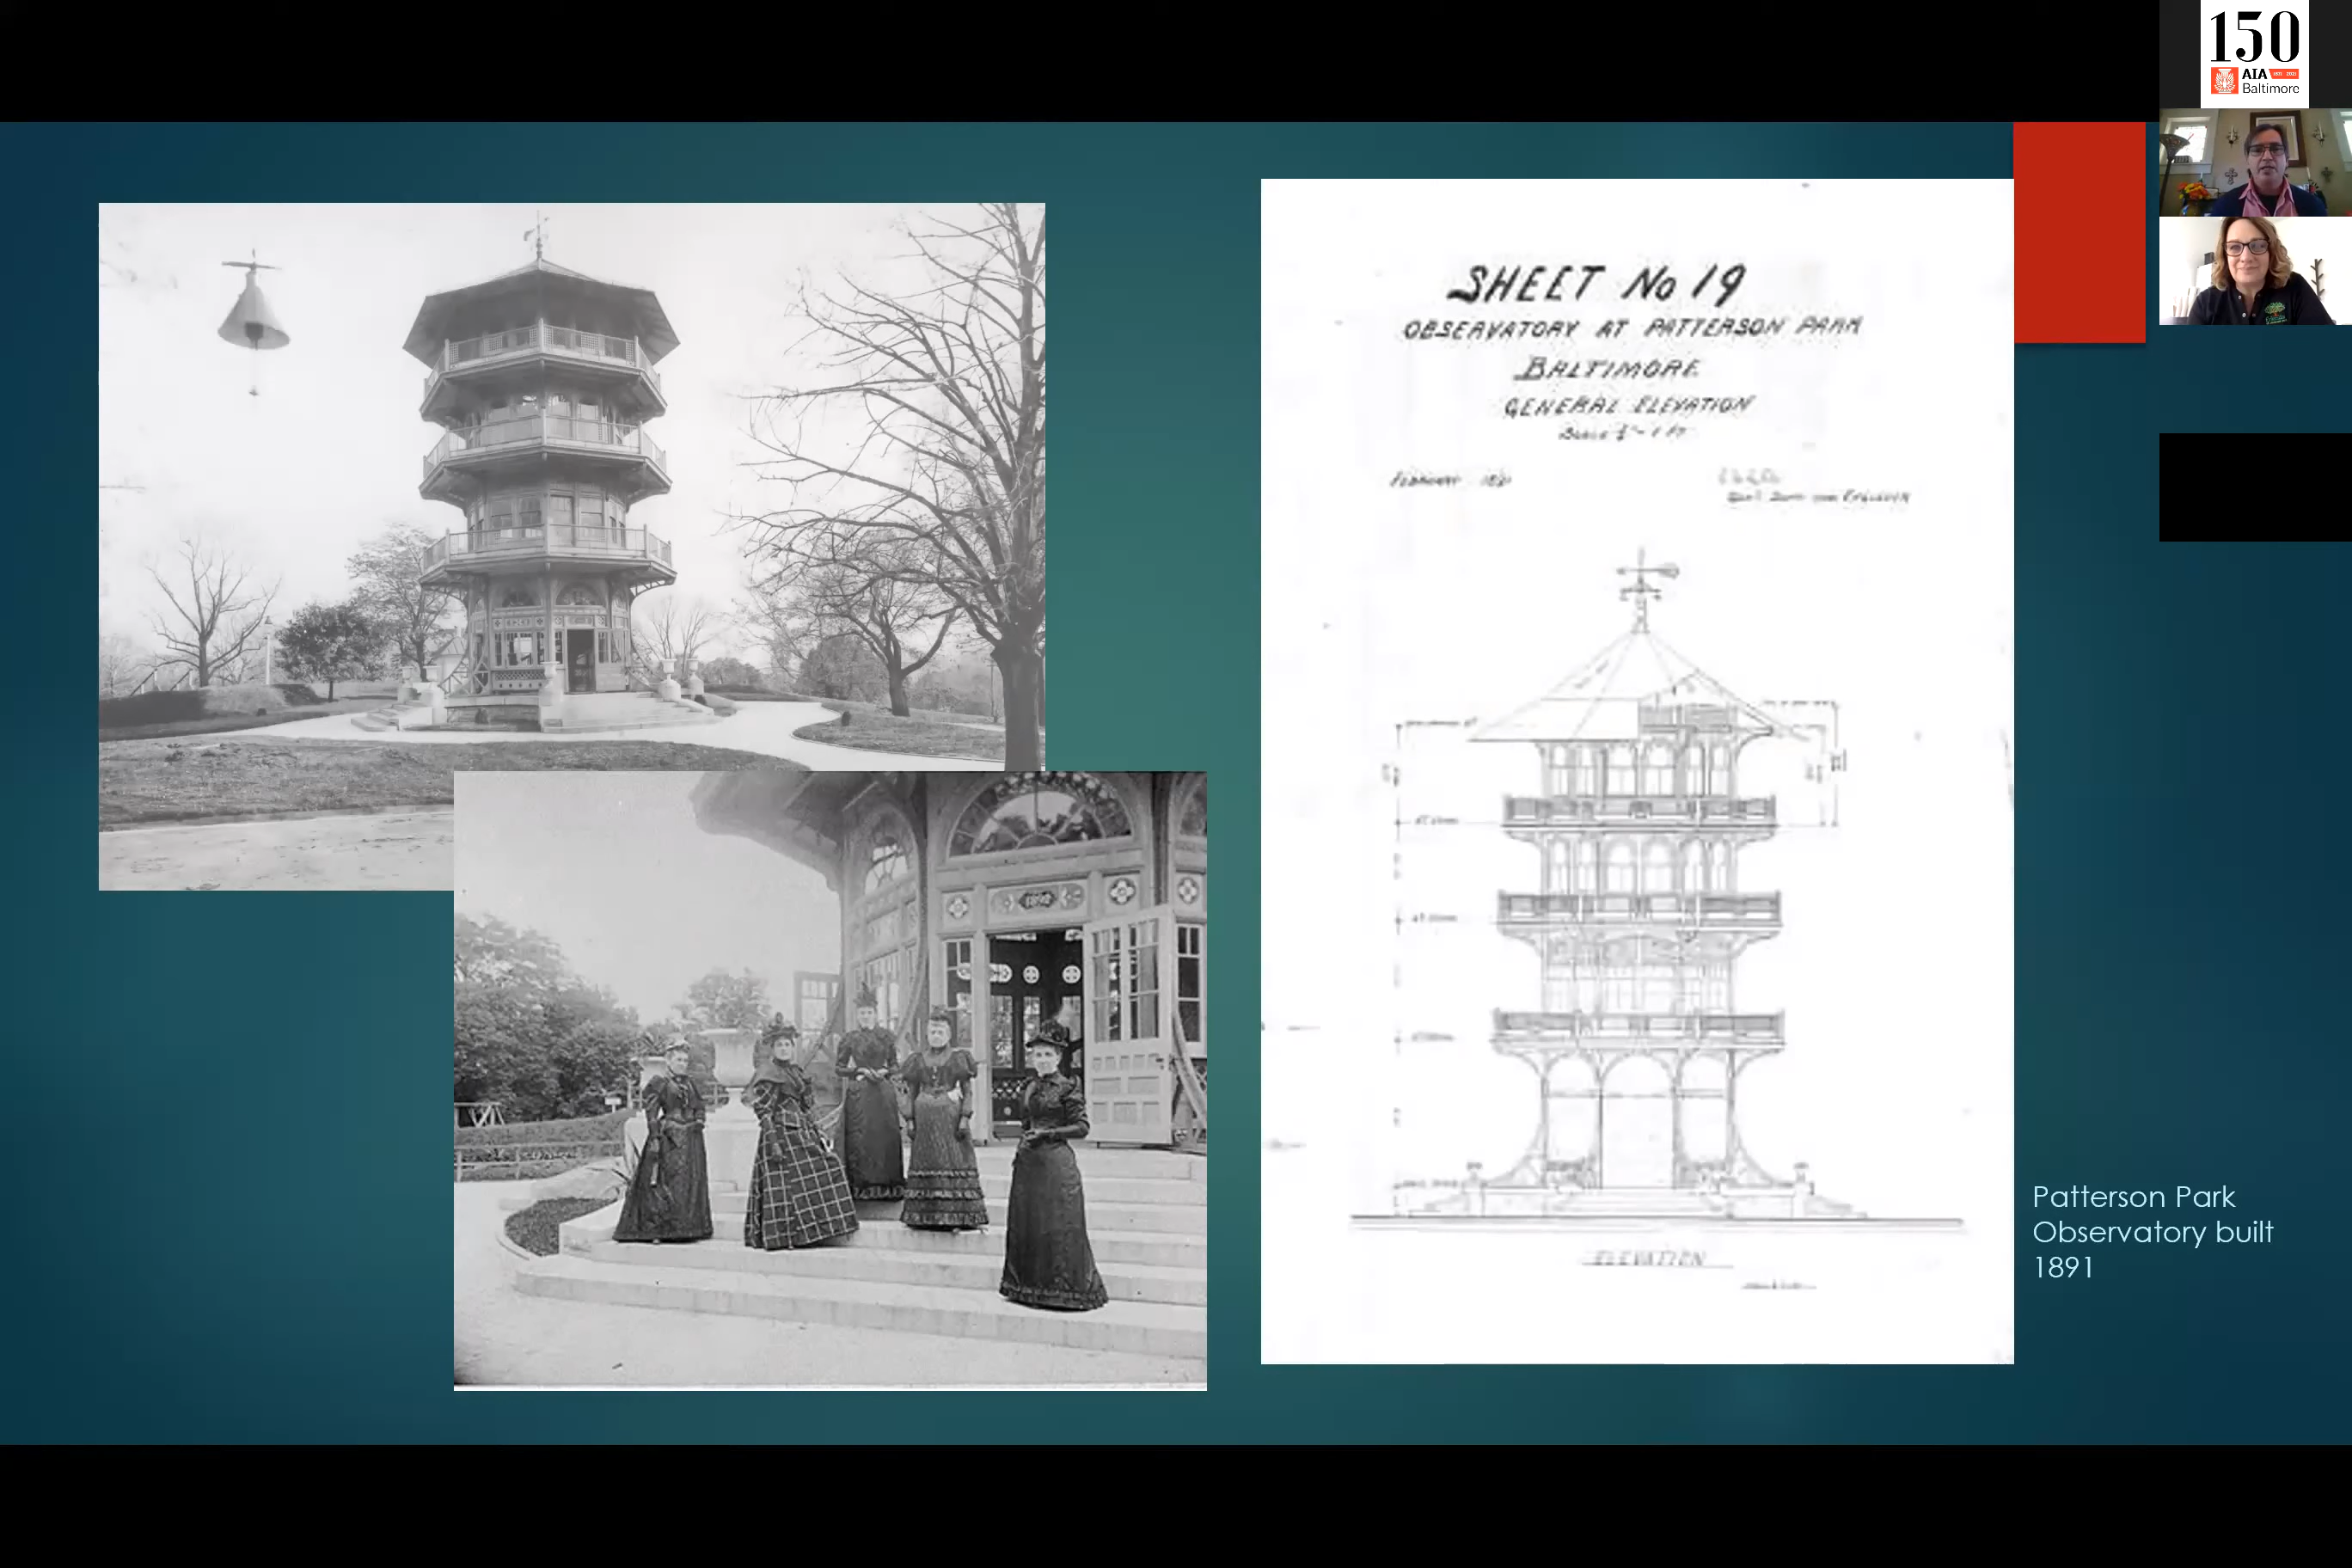 150
AIA
Baltimore
SHEET No 19
OBSERVATORY AT PATTERSON PARK
BALTIMORE
GENERAL ELEVATION
FEBRUARY
ELEVATION
Patterson Park
Observatory built
1891